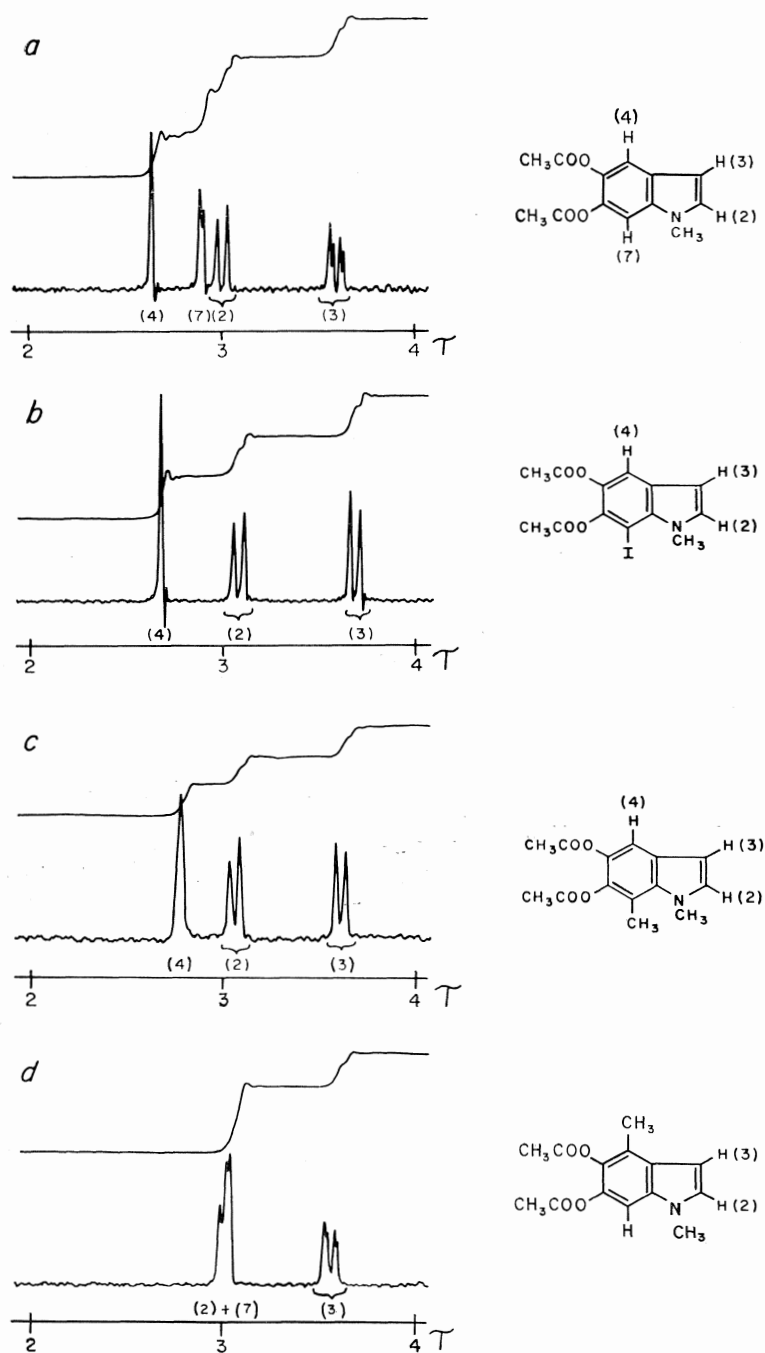 a
(4)
H
CH₃COO
H (3)
CH₃COO
N
H (2)
CH₃
H
(7)
(4)
(7)
(2)
(3)
2
3
4
τ
b
(4)
H
CH₃COO
H (3)
CH₃COO
N
H (2)
CH₃
I
(4)
(2)
(3)
2
3
4
τ
c
(4)
H
CH₃COO
H (3)
CH₃COO
N
H (2)
CH₃
CH₃
(4)
(2)
(3)
2
3
4
τ
d
CH₃
CH₃COO
H (3)
CH₃COO
N
H (2)
H
CH₃
(2) + (7)
(3)
2
3
4
τ